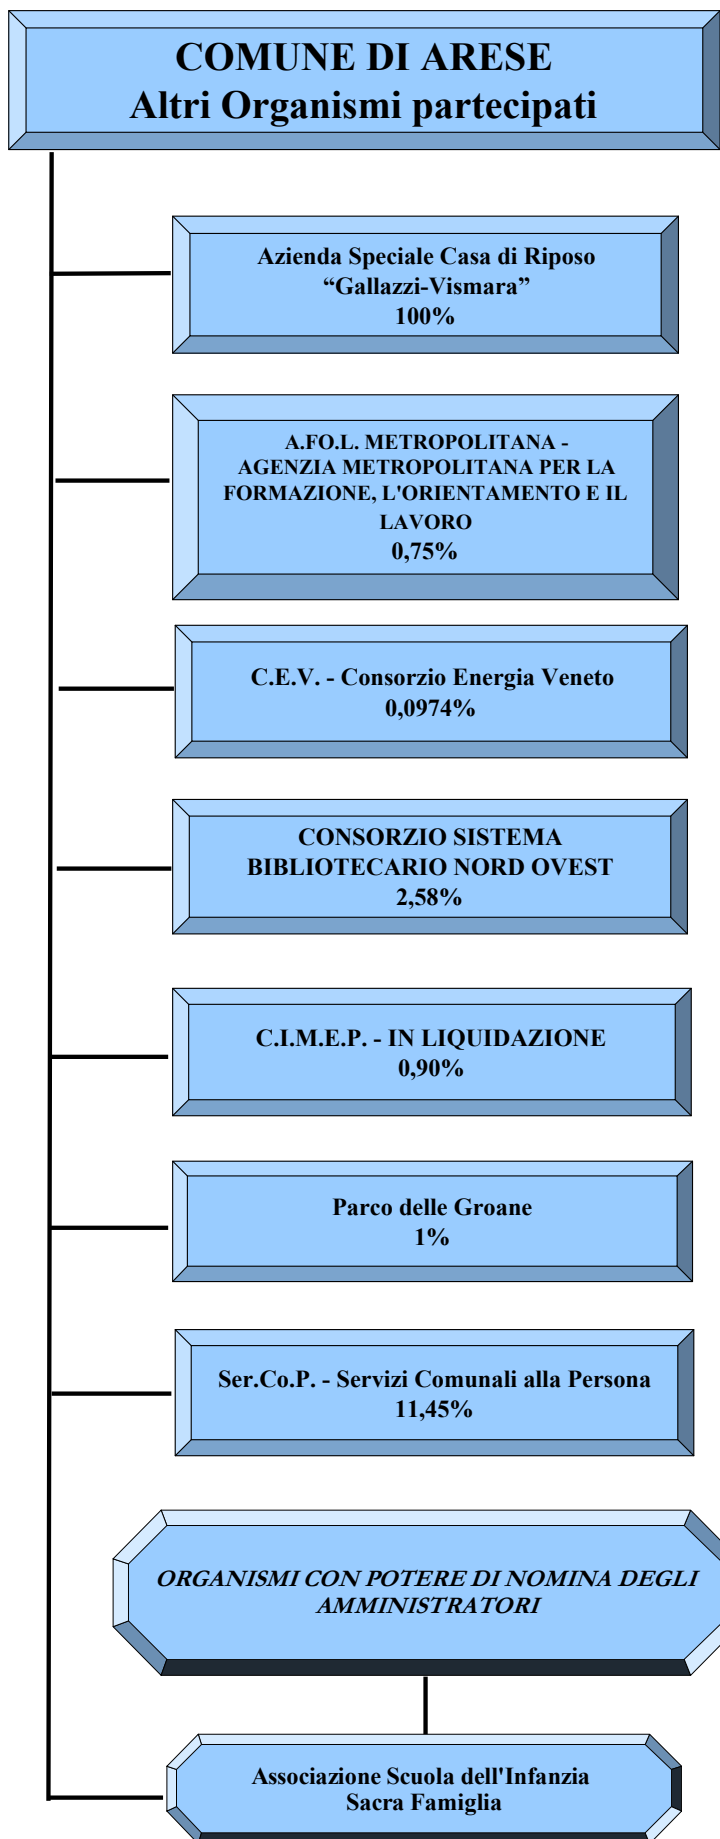 COMUNE DI ARESE
Altri Organismi partecipati
Azienda Speciale Casa di Riposo
“Gallazzi-Vismara”
100%
A.FO.L. METROPOLITANA -
AGENZIA METROPOLITANA PER LA
FORMAZIONE, L'ORIENTAMENTO E IL
LAVORO
0,75%
C.E.V. - Consorzio Energia Veneto
0,0974%
CONSORZIO SISTEMA
BIBLIOTECARIO NORD OVEST
2,58%
C.I.M.E.P. - IN LIQUIDAZIONE
0,90%
Parco delle Groane
1%
Ser.Co.P. - Servizi Comunali alla Persona
11,45%
ORGANISMI CON POTERE DI NOMINA DEGLI
AMMINISTRATORI
Associazione Scuola dell'Infanzia
Sacra Famiglia